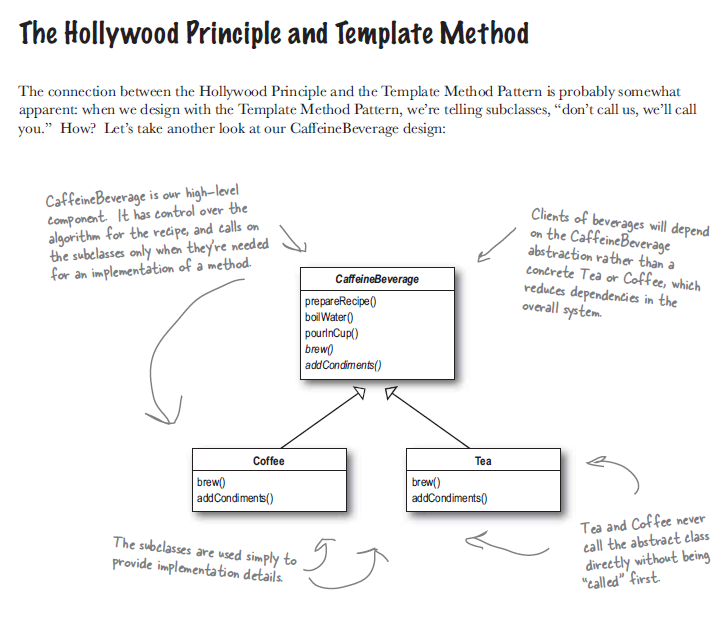 The Hollywood Principle and Template Method
The connection between the Hollywood Principle and the Template Method Pattern is probably somewhat
apparent: when we design with the Template Method Pattern, we’re telling subclasses, “don’t call us, we’ll call
you.” How? Let’s take another look at our CaffeineBeverage design:
CaffeineBeverage is our high-level
component. It has control over the
algorithm for the recipe, and calls on
the subclasses only when they're needed
for an implementation of a method.
Clients of beverages will depend
on the CaffeineBeverage
abstraction rather than a
concrete Tea or Coffee, which
reduces dependencies in the
overall system.
CaffeineBeverage
prepareRecipe()
boilWater()
pourInCup()
brew()
addCondiments()
Coffee
brew()
addCondiments()
Tea
brew()
addCondiments()
The subclasses are used simply to
provide implementation details.
Tea and Coffee never
call the abstract class
directly without being
“called” first.